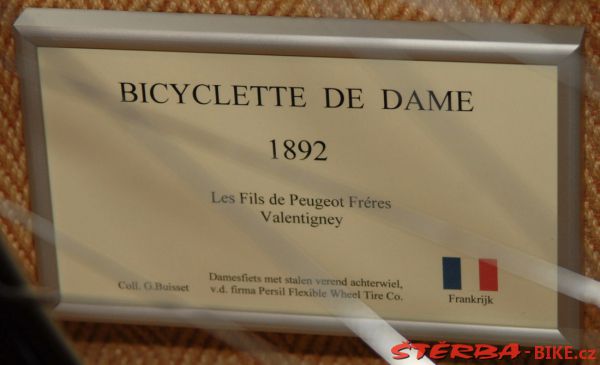 BICYCLETTE DE DAME
1892
Les Fils de Peugeot Fréres
Valentigney
Coll. G.Buisset
Damesfiets met stalen verend achterwiel,
v.d. firma Persil Flexible Wheel Tire Co.
Frankrijk
ŠTĚRBA-BIKE.cz